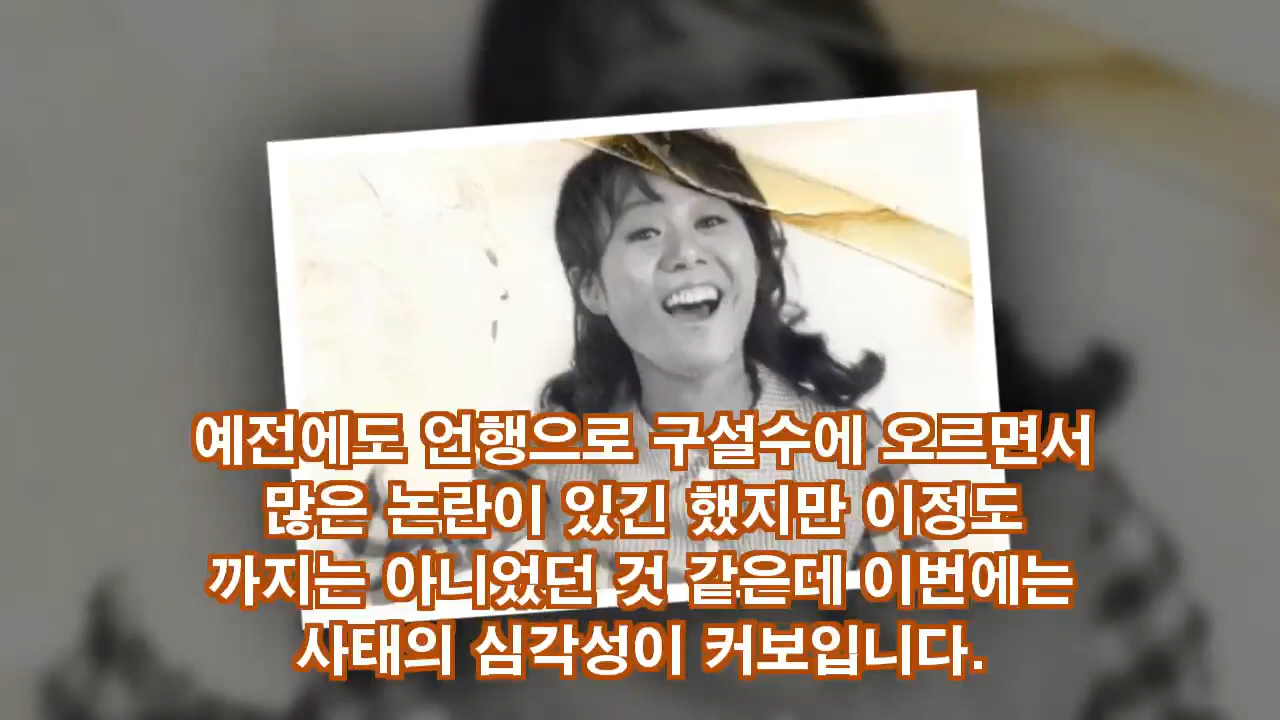 예전에도 언행으로 구설수에 오르면서
많은 논란이 있긴 했지만 이정도
까지는 아니었던 것 같은데 이번에는
사태의 심각성이 커보입니다.